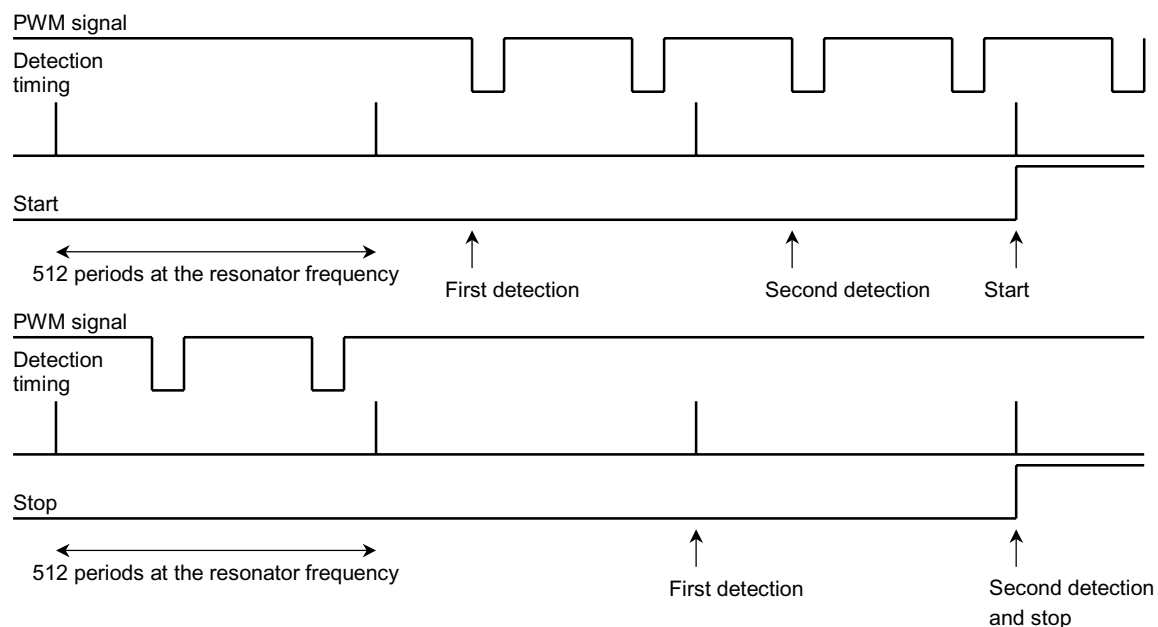 PWM signal
Detection
timing
Start
512 periods at the resonator frequency
First detection
Second detection
Start
PWM signal
Detection
timing
Stop
512 periods at the resonator frequency
First detection
Second detection
and stop